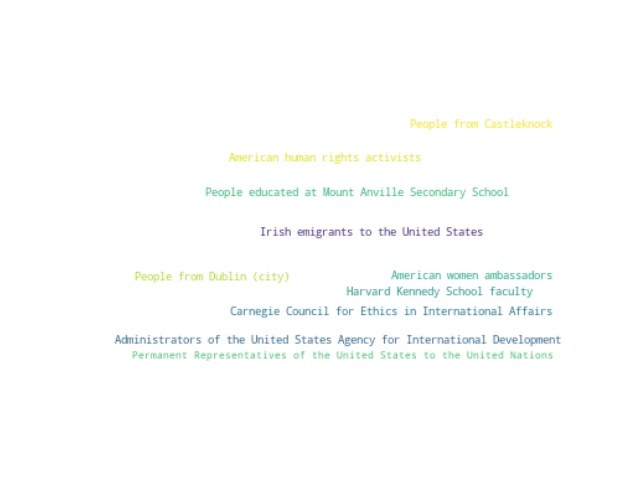 People from Castleknock
American human rights activists
People educated at Mount Anville Secondary School
Irish emigrants to the United States
People from Dublin (city)
American women ambassadors
Harvard Kennedy School faculty
Carnegie Council for Ethics in International Affairs
Administrators of the United States Agency for International Development
Permanent Representatives of the United States to the United Nations